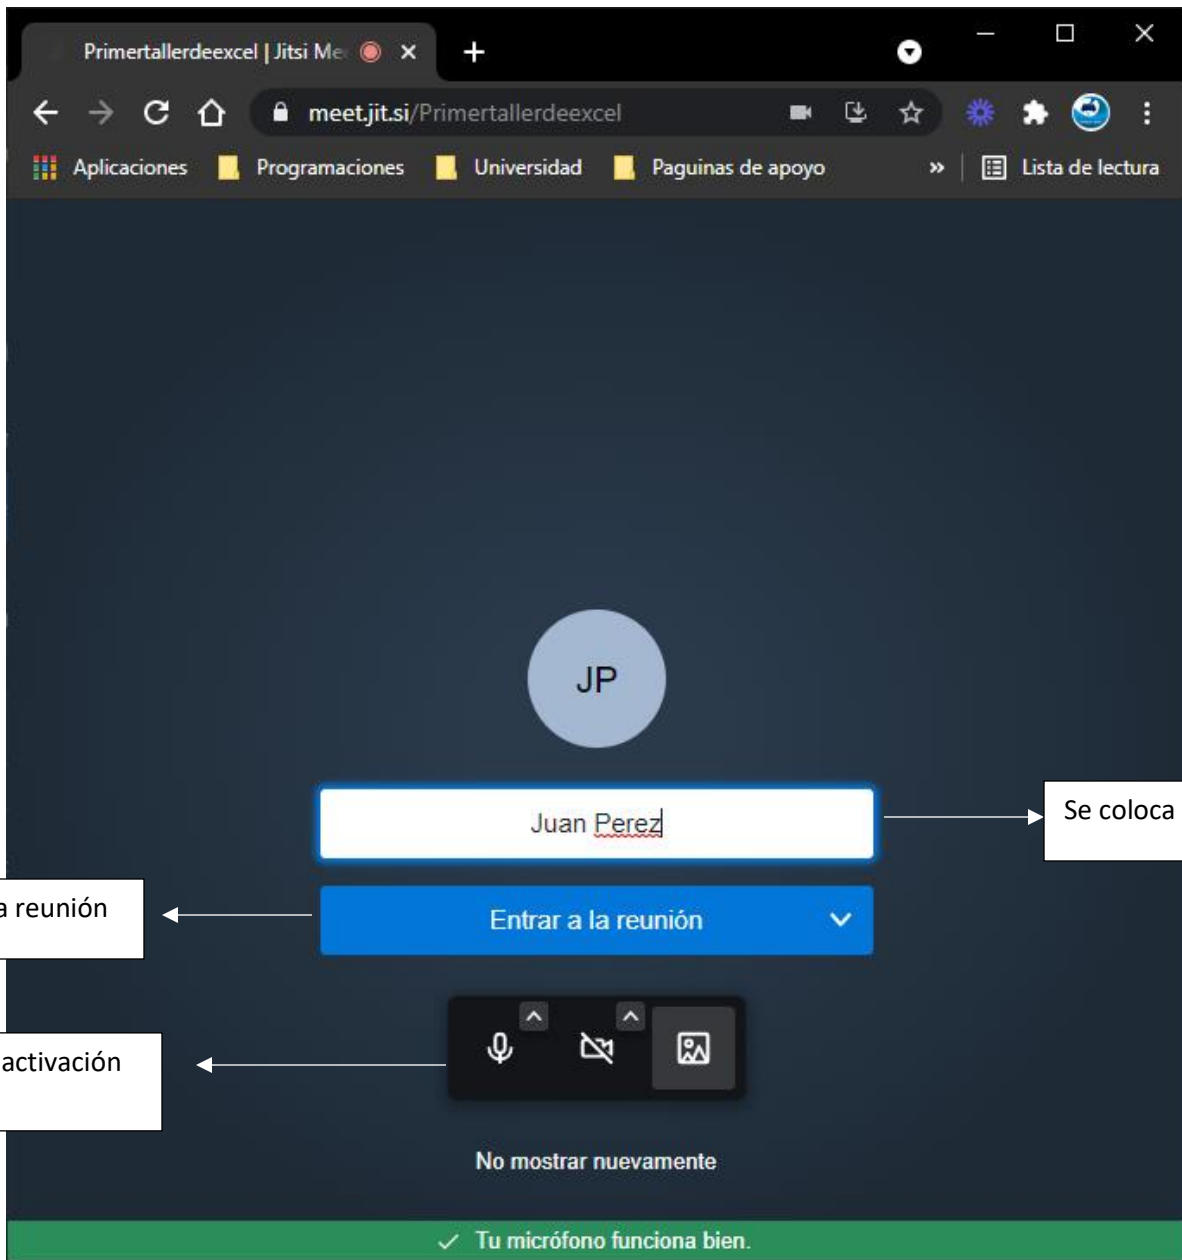 Primertallerdeexcel | Jitsi Me
meet.jit.si/Primertallerdeexcel
Aplicaciones Programaciones Universidad Paguinas de apoyo » Lista de lectura
JP
Juan Perez
Se coloca
a reunión
Entrar a la reunión
activación
No mostrar nuevamente
Tu micrófono funciona bien.